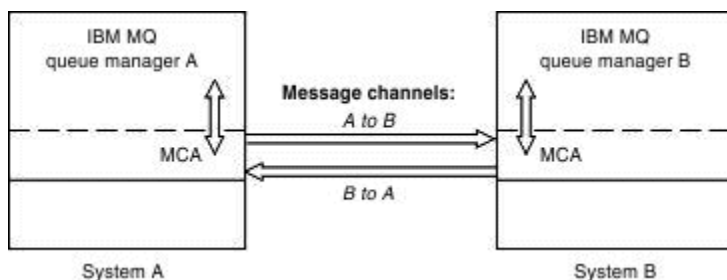 IBM MQ
queue manager A
MCA
System A
Message channels:
A to B
B to A
IBM MQ
queue manager B
MCA
System B